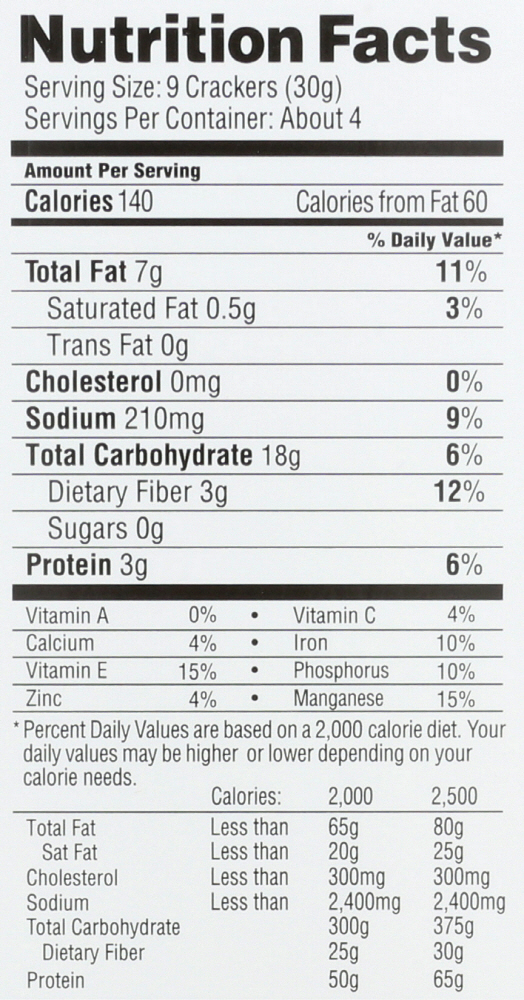 Nutrition Facts
Serving Size: 9 Crackers (30g)
Servings Per Container: About 4
Amount Per Serving
Calories 140 Calories from Fat 60
% Daily Value*
Total Fat 7g 11%
Saturated Fat 0.5g 3%
Trans Fat 0g
Cholesterol 0mg 0%
Sodium 210mg 9%
Total Carbohydrate 18g 6%
Dietary Fiber 3g 12%
Sugars 0g
Protein 3g 6%
Vitamin A 0% • Vitamin C 4%
Calcium 4% • Iron 10%
Vitamin E 15% • Phosphorus 10%
Zinc 4% • Manganese 15%
* Percent Daily Values are based on a 2,000 calorie diet. Your
daily values may be higher or lower depending on your
calorie needs.
Calories: 2,000 2,500
Total Fat Less than 65g 80g
Sat Fat Less than 20g 25g
Cholesterol Less than 300mg 300mg
Sodium Less than 2,400mg 2,400mg
Total Carbohydrate 300g 375g
Dietary Fiber 25g 30g
Protein 50g 65g